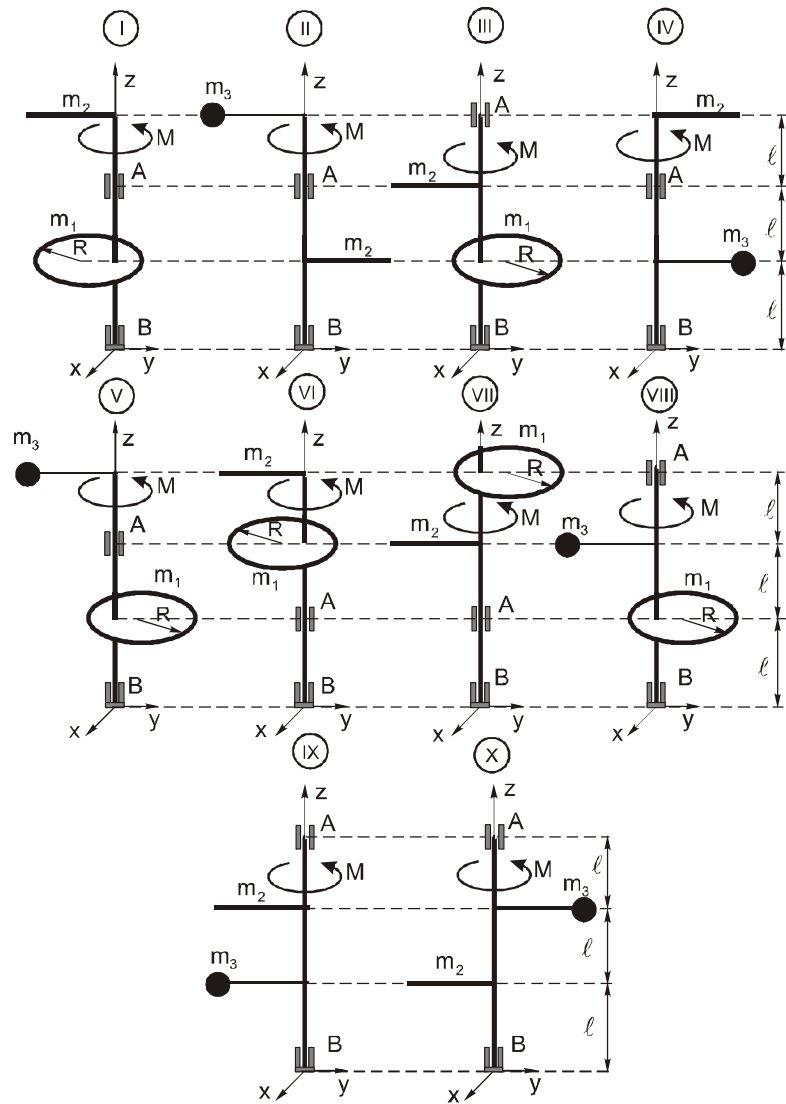 I II III IV
z z z z
m₂ m₃ A m₂
M M M M
A A m₂ A ℓ
m₁ R m₂ m₁ R m₃ ℓ
B B B B ℓ
x y x y x y x y
V VI VII VIII
m₃ z m₂ z z m₁ R z A
M M M M ℓ
A R m₁ m₂ m₃
m₁ R A A m₁ R ℓ
B B B B ℓ
x y x y x y x y
IX X
z z
A A
M M ℓ
m₂ m₃
m₃ m₂ ℓ
B B ℓ
x y x y